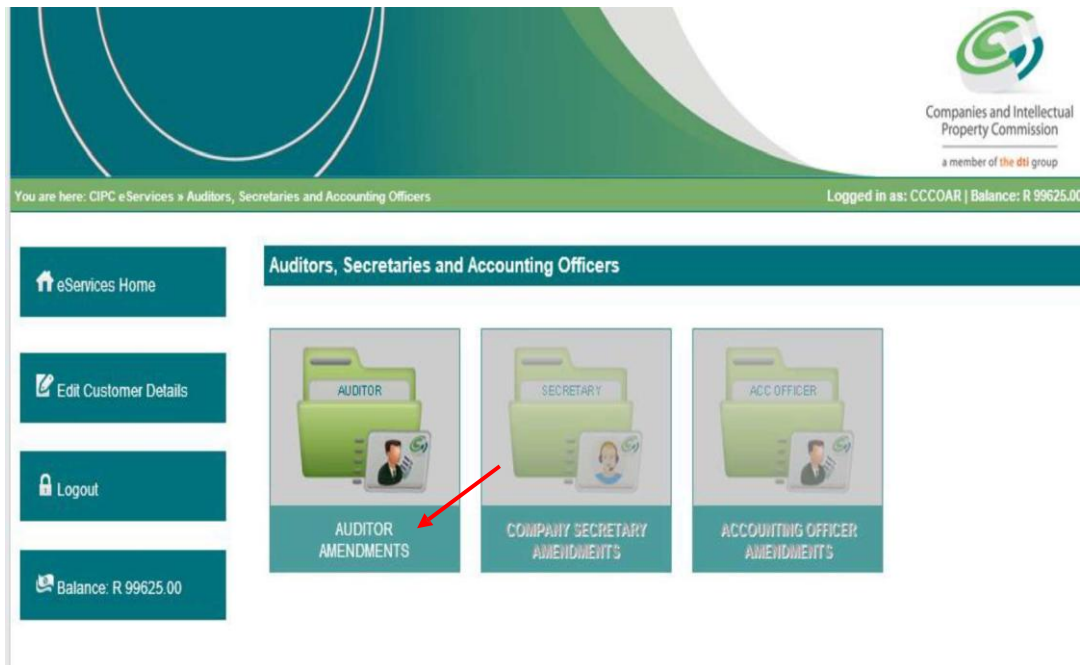 Companies and Intellectual
Property Commission
a member of the dti group
You are here: CIPC eServices » Auditors, Secretaries and Accounting Officers
Logged in as: CCCOAR | Balance: R 99625.00
eServices Home
Edit Customer Details
Logout
Balance: R 99625.00
Auditors, Secretaries and Accounting Officers
AUDITOR
AUDITOR
AMENDMENTS
SECRETARY
COMPANY SECRETARY
AMENDMENTS
ACC OFFICER
ACCOUNTING OFFICER
AMENDMENTS